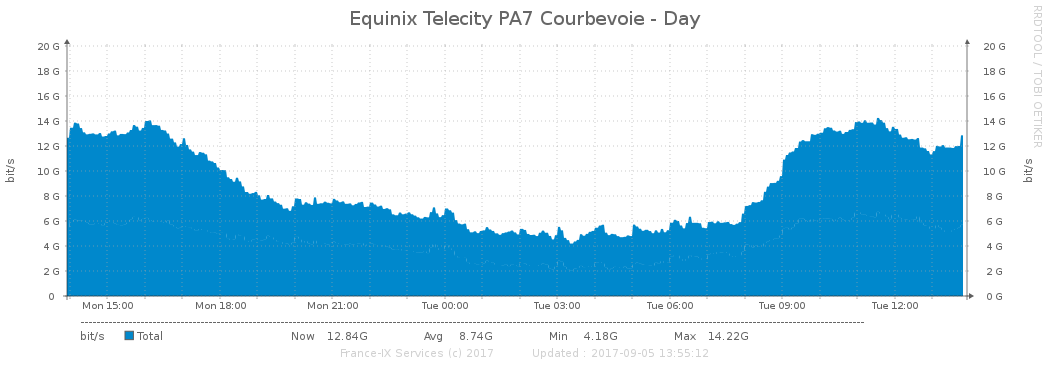 Equinix Telecity PA7 Courbevoie - Day
RRDTOOL / TOBI OETIKER
20 G 20 G
18 G 18 G
16 G 16 G
14 G 14 G
12 G 12 G
10 G 10 G
8 G 8 G
6 G 6 G
4 G 4 G
2 G 2 G
0 0 G
bit/s
bit/s
Mon 15:00 Mon 18:00 Mon 21:00 Tue 00:00 Tue 03:00 Tue 06:00 Tue 09:00 Tue 12:00
bit/s Total Now 12.84G Avg 8.74G Min 4.18G Max 14.22G
France-IX Services (c) 2017 Updated : 2017-09-05 13:55:12